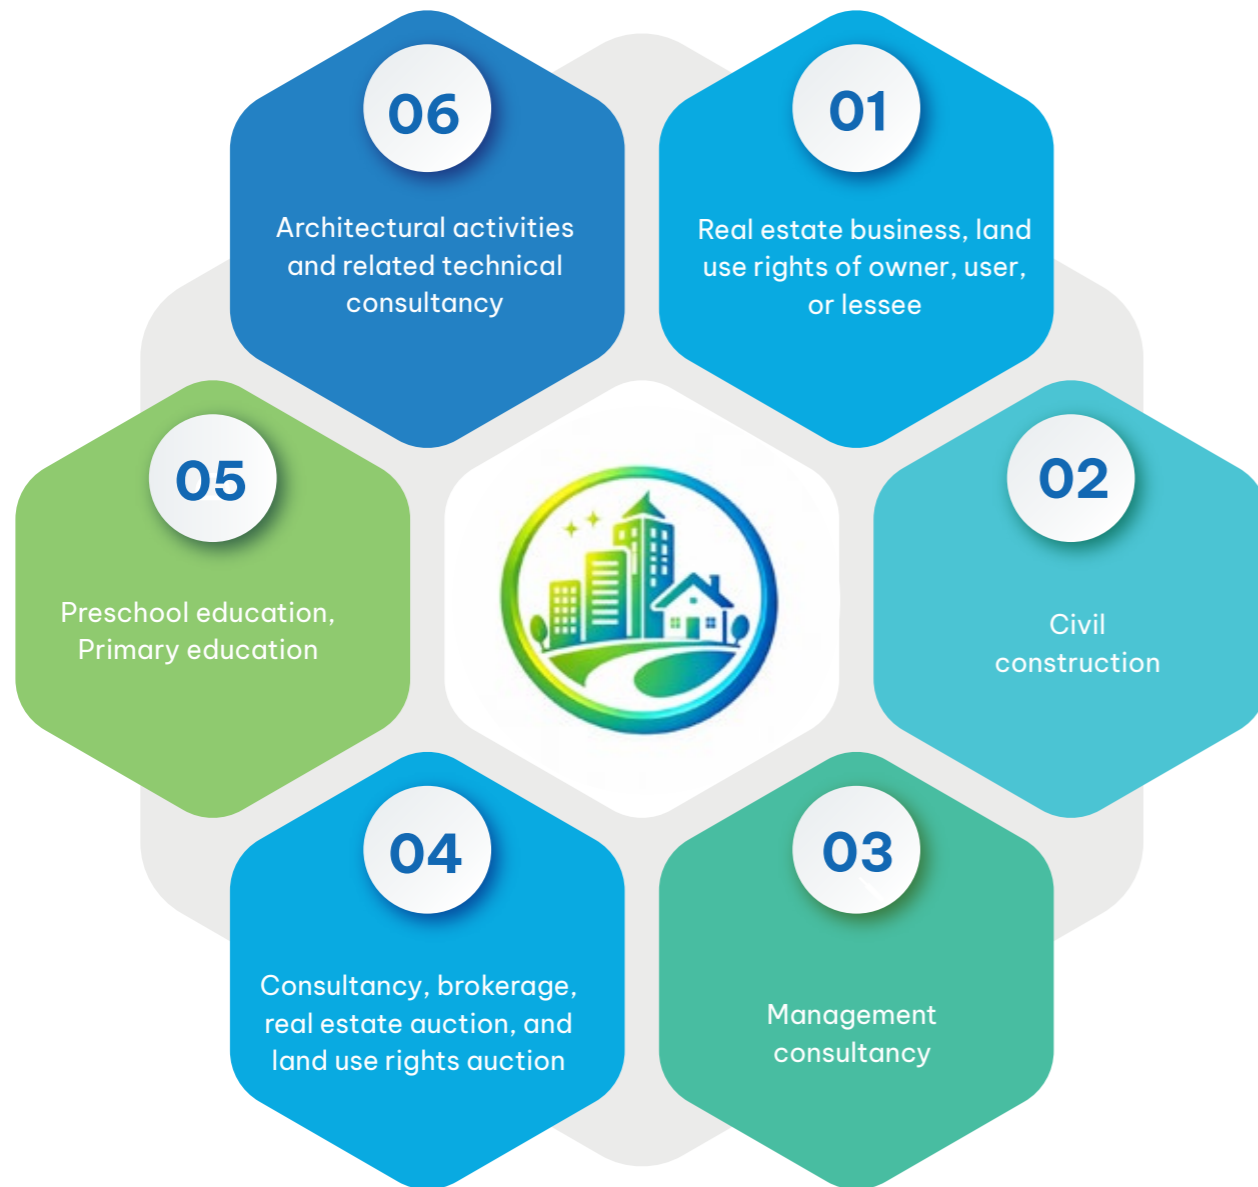 01
Real estate business, land
use rights of owner, user,
or lessee
02
Civil
construction
03
Management
consultancy
04
Consultancy, brokerage,
real estate auction, and
land use rights auction
05
Preschool education,
Primary education
06
Architectural activities
and related technical
consultancy